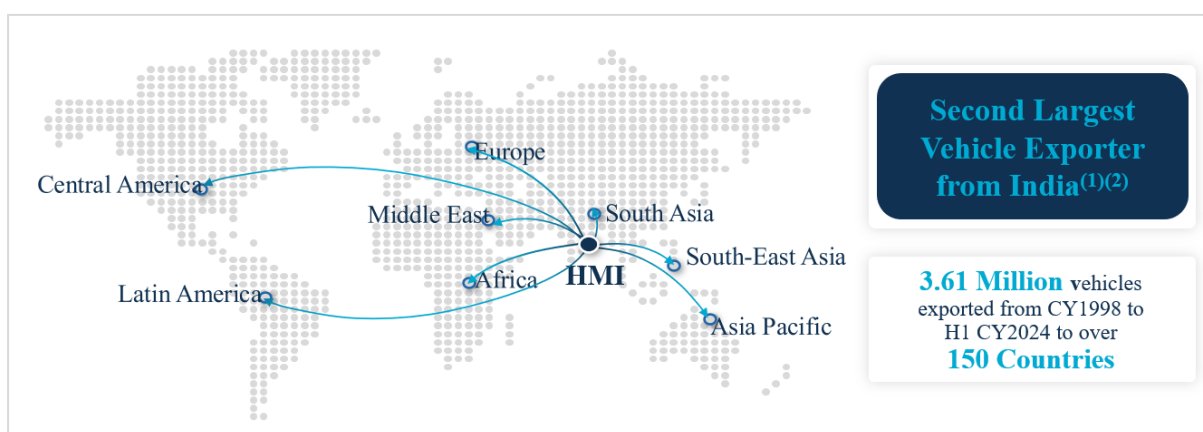 Europe
Central America
Middle East
South Asia
South-East Asia
HMI
Africa
Latin America
Asia Pacific
Second Largest
Vehicle Exporter
from India(1)(2)
3.61 Million vehicles
exported from CY1998 to
H1 CY2024 to over
150 Countries